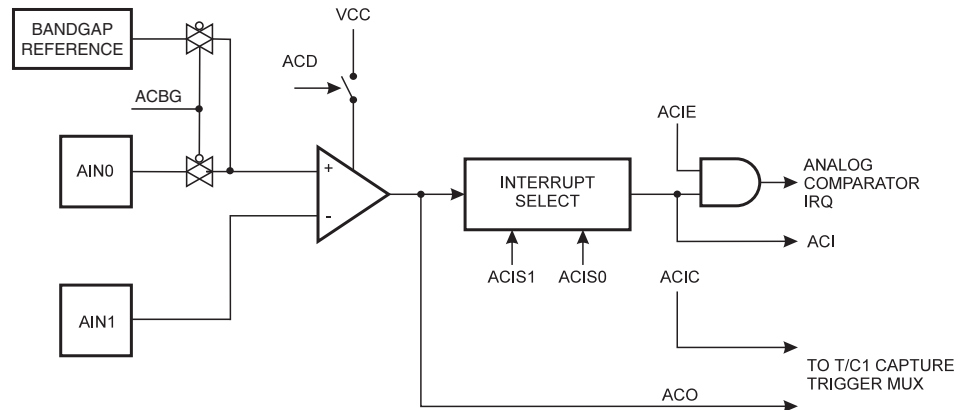 BANDGAP
REFERENCE
VCC
ACD
ACBG
ACIE
AIN0
+
-
INTERRUPT
SELECT
ANALOG
COMPARATOR
IRQ
ACI
ACIS1
ACIS0
ACIC
AIN1
TO T/C1 CAPTURE
TRIGGER MUX
ACO